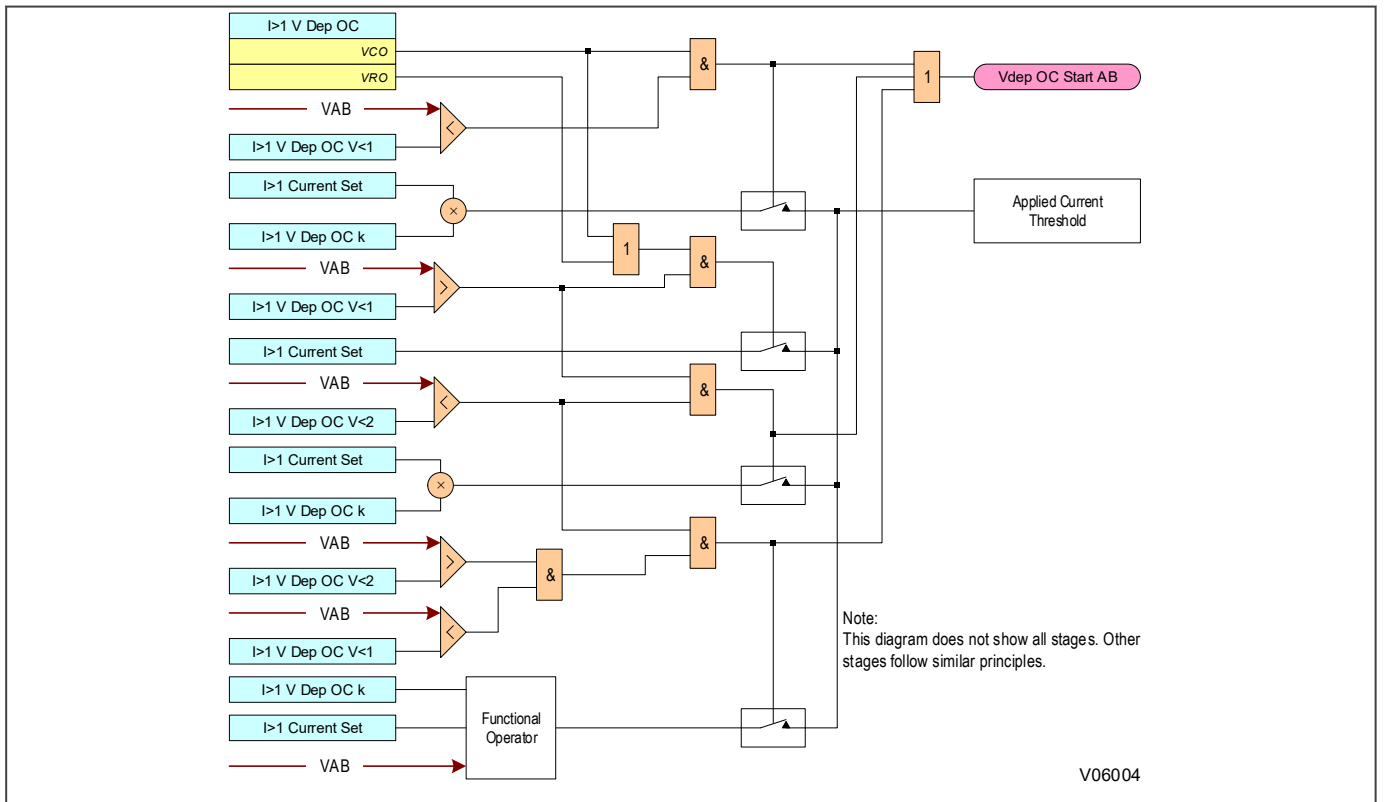 I>1 V Dep OC
VCO
VRO
VAB
I>1 V Dep OC V<1
I>1 Current Set
I>1 V Dep OC k
VAB
I>1 V Dep OC V<1
I>1 Current Set
VAB
I>1 V Dep OC V<2
I>1 Current Set
I>1 V Dep OC k
VAB
I>1 V Dep OC V<2
VAB
I>1 V Dep OC V<1
I>1 V Dep OC k
I>1 Current Set
VAB
<
×
>
<
×
>
<
&
Functional
Operator
1
&
&
&
&
1
Vdep OC Start AB
Applied Current
Threshold
Note:
This diagram does not show all stages. Other
stages follow similar principles.
V06004